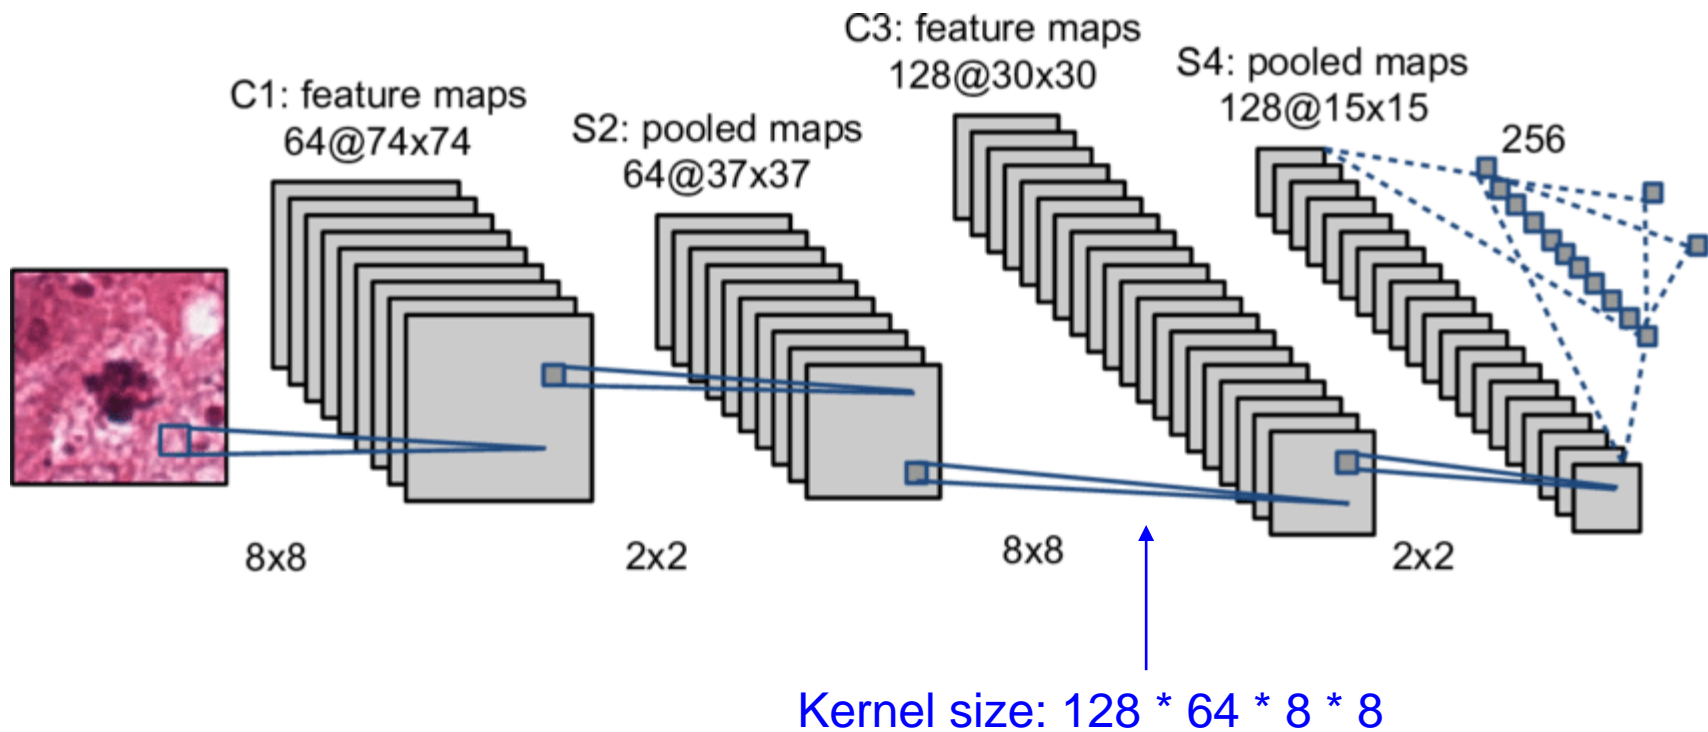 C1: feature maps
64@74x74
S2: pooled maps
64@37x37
C3: feature maps
128@30x30
S4: pooled maps
128@15x15
256
8x8
2x2
8x8
2x2
Kernel size: 128 * 64 * 8 * 8